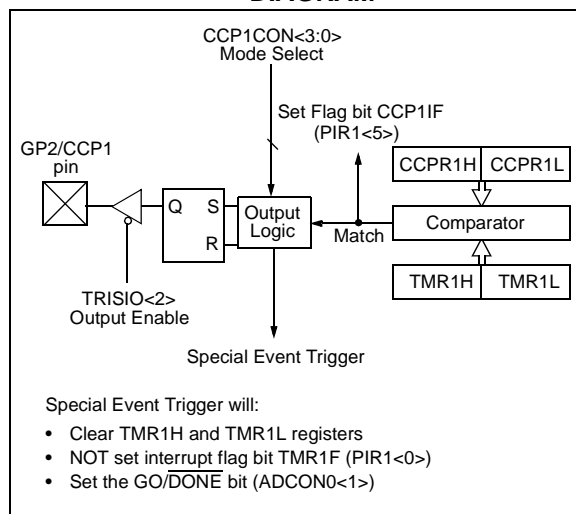 CCP1CON<3:0>
Mode Select
Set Flag bit CCP1IF
(PIR1<5>)
GP2/CCP1
pin
CCPR1H CCPR1L
Q S
R
Output
Logic
Match
Comparator
TRISIO<2>
Output Enable
TMR1H TMR1L
Special Event Trigger
Special Event Trigger will:
• Clear TMR1H and TMR1L registers
• NOT set interrupt flag bit TMR1F (PIR1<0>)
• Set the GO/DONE bit (ADCON0<1>)